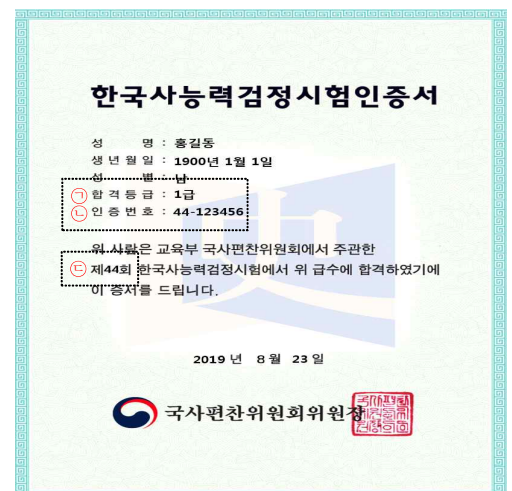 한국사능력검정시험인증서
성 명 : 홍길동
생 년 월 일 : 1900년 1월 1일
성 별 : 남
㉠ 합 격 등 급 : 1급
㉡ 인 증 번 호 : 44-123456
위 사람은 교육부 국사편찬위원회에서 주관한
㉢ 제44회 한국사능력검정시험에서 위 급수에 합격하였기에
이 증서를 드립니다.
2019 년 8 월 23 일
국사편찬위원회위원장
史